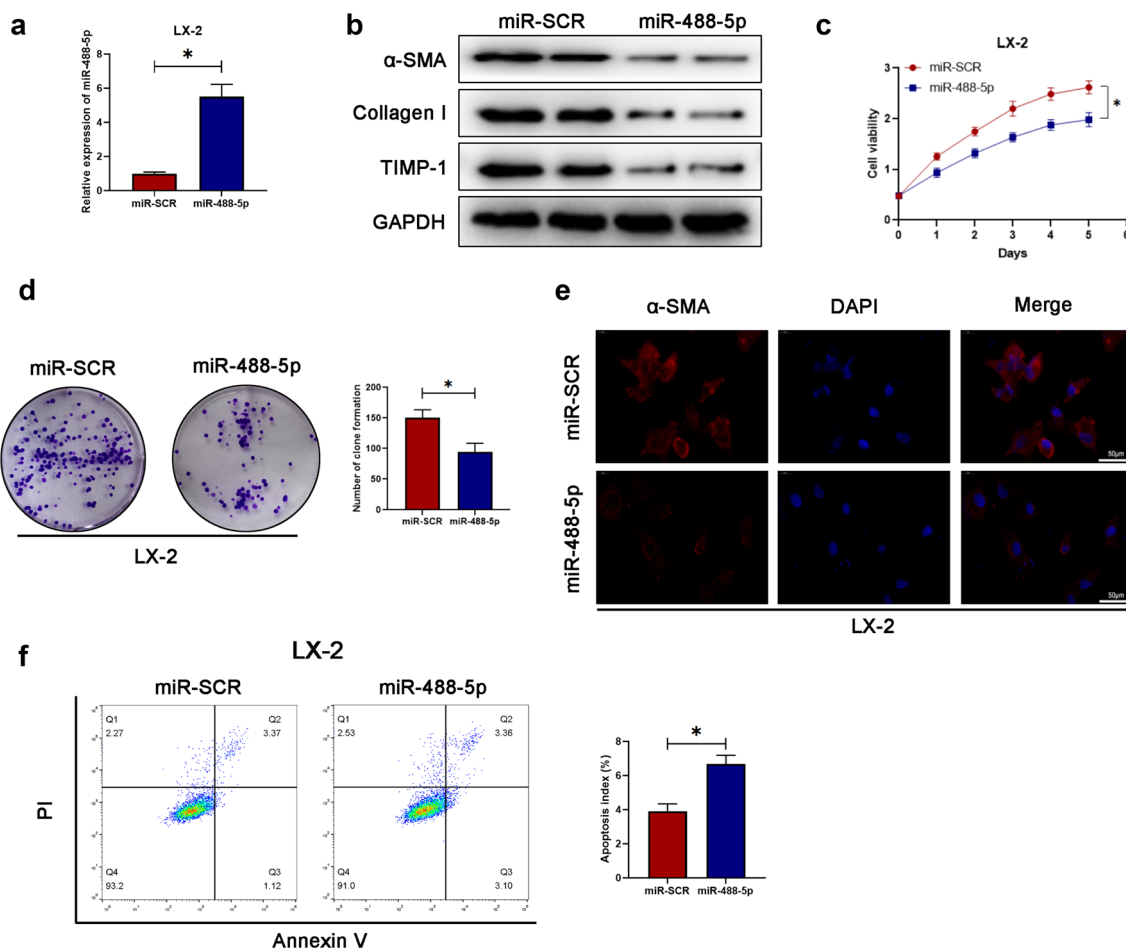 a
LX-2
Relative expression of miR-488-5p
8
6
4
2
0
*
miR-SCR
miR-488-5p
b
miR-SCR miR-488-5p
α-SMA
Collagen I
TIMP-1
GAPDH
c
LX-2
miR-SCR
miR-488-5p
Cell viability
3
2
1
0
*
0 1 2 3 4 5 6
Days
d
miR-SCR
miR-488-5p
LX-2
Number of clone formation
200
150
100
50
0
*
miR-SCR miR-488-5p
e
α-SMA DAPI Merge
miR-SCR
50μm
miR-488-5p
50μm
LX-2
f
LX-2
miR-SCR
miR-488-5p
PI
Q1
2.27
Q2
3.37
Q4
93.2
Q3
1.12
Q1
2.53
Q2
3.36
Q4
91.0
Q3
3.10
Annexin V
Apoptosis index (%)
8
6
4
2
0
*
miR-SCR miR-488-5p